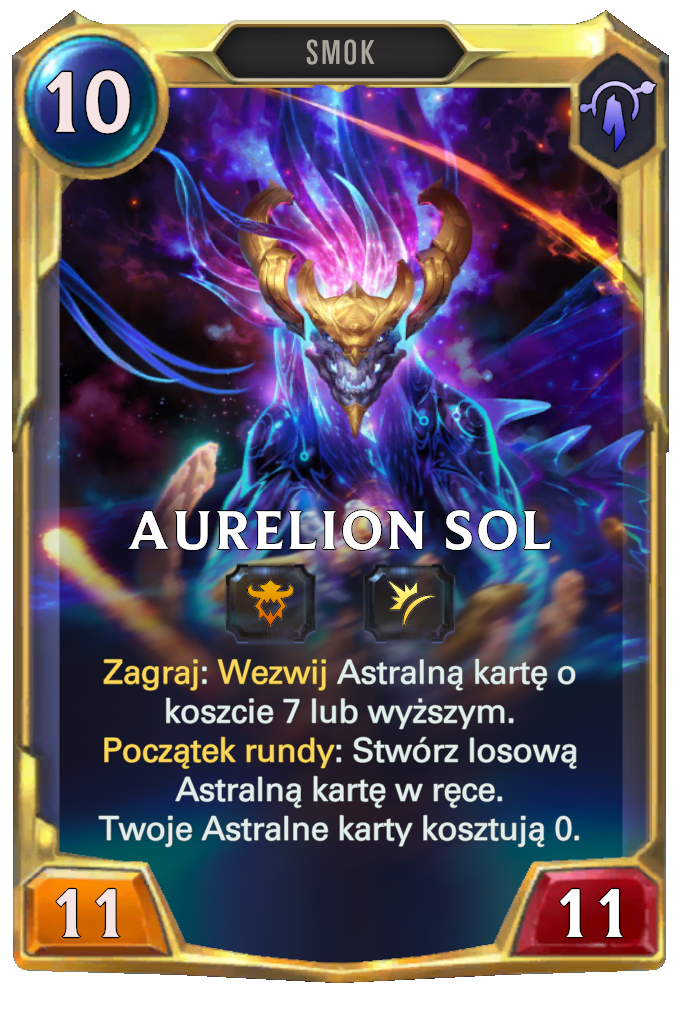 SMOK
10
AURELION SOL
Zagraj: Wezwij Astralną kartę o
koszcie 7 lub wyższym.
Początek rundy: Stwórz losową
Astralną kartę w ręce.
Twoje Astralne karty kosztują 0.
11
11